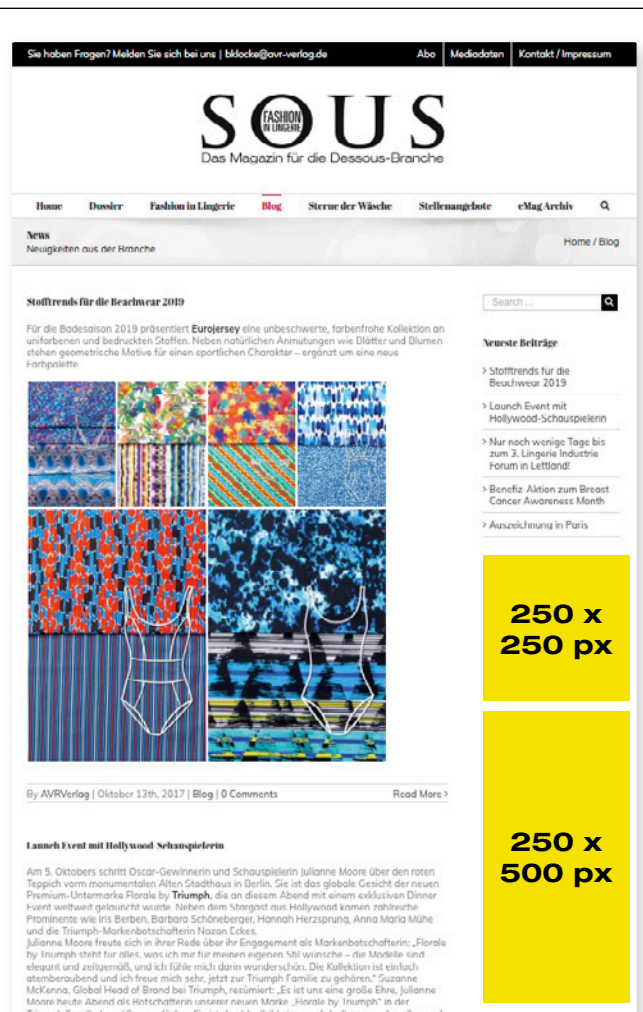 Sie haben Fragen? Melden Sie sich bei uns | bklocke@avr-verlag.de
Abo
Mediadaten
Kontakt / Impressum
SOUS
FASHION
IN LINGERIE
Das Magazin für die Dessous-Branche
Home
Dossier
Fashion in Lingerie
Blog
Sterne der Wäsche
Stellenangebote
eMag Archiv
News
Neuigkeiten aus der Branche
Home / Blog
Stofftrends für die Beachwear 2019
Für die Badesaison 2019 präsentiert Eurojersey eine unbeschwerte, farbenfrohe Kollektion an
unifarbenen und bedruckten Stoffen. Neben natürlichen Anmutungen wie Blätter und Blumen
stehen geometrische Motive für einen sportlichen Charakter – ergänzt um eine neue
Farbpalette.
By AVRVerlag | Oktober 13th, 2017 | Blog | 0 Comments
Read More >
Launch Event mit Hollywood-Schauspielerin
Am 5. Oktobers schritt Oscar-Gewinnerin und Schauspielerin Julianne Moore über den roten
Teppich vorm monumentalen Alten Stadthaus in Berlin. Sie ist das globale Gesicht der neuen
Premium-Untermarke Florale by Triumph, die an diesem Abend mit einem exklusiven Dinner
Event weltweit gelauncht wurde. Neben dem Stargast aus Hollywood kamen zahlreiche
Prominente wie Iris Berben, Barbara Schöneberger, Hannah Herzsprung, Anna Maria Mühe
und die Triumph-Markenbotschafterin Nazan Eckes.
Julianne Moore freute sich in ihrer Rede über ihr Engagement als Markenbotschafterin: „Florale
by Triumph steht für alles, was ich mir für meinen eigenen Stil wünsche – die Modelle sind
elegant und zeitgemäß, und ich fühle mich darin wunderschön. Die Kollektion ist einfach
atemberaubend und ich freue mich sehr, jetzt zur Triumph Familie zu gehören." Suzanne
McKenna, Global Head of Brand bei Triumph, resümiert: „Es ist uns eine große Ehre, Julianne
Moore heute Abend als Botschafterin unserer neuen Marke „Florale by Triumph" in der
Search ...
Neueste Beiträge
> Stofftrends für die
Beachwear 2019
> Launch Event mit
Hollywood-Schauspielerin
> Nur noch wenige Tage bis
zum 3. Lingerie Industrie
Forum in Lettland!
> Benefiz-Aktion zum Breast
Cancer Awareness Month
> Auszeichnung in Paris
250 x
250 px
250 x
500 px